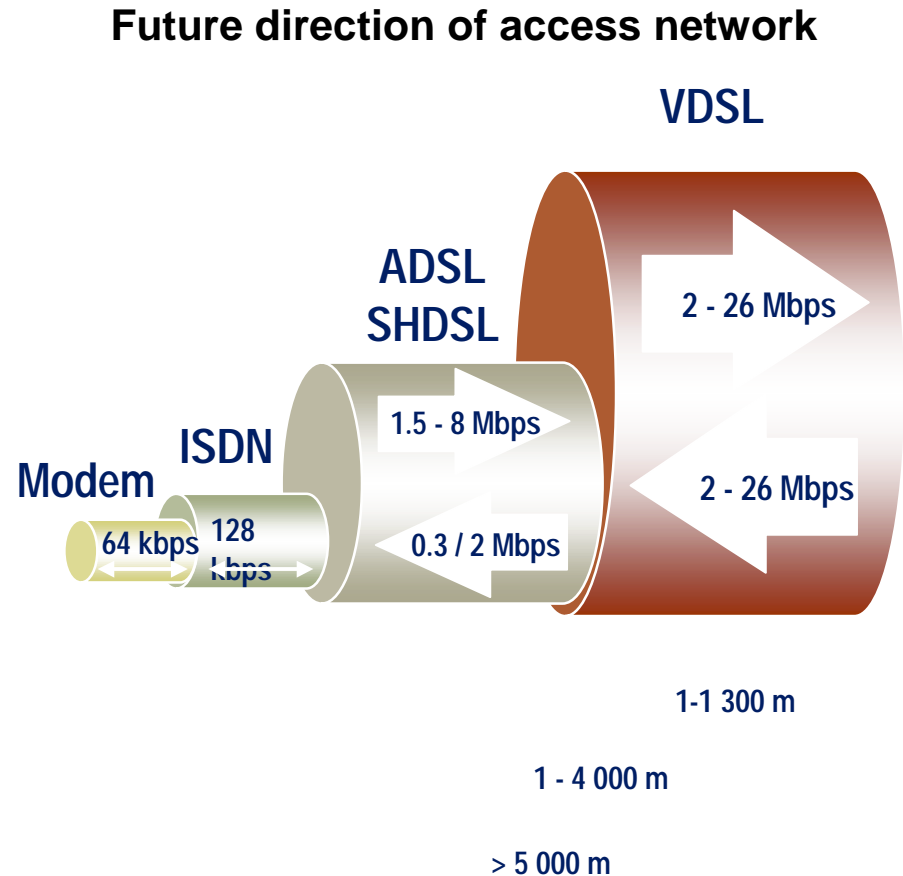 Future direction of access network
VDSL
ADSL
SHDSL
2 - 26 Mbps
1.5 - 8 Mbps
ISDN
Modem
2 - 26 Mbps
128
64 kbps
0.3 / 2 Mbps
kbps
1-1 300 m
1 - 4 000 m
> 5 000 m